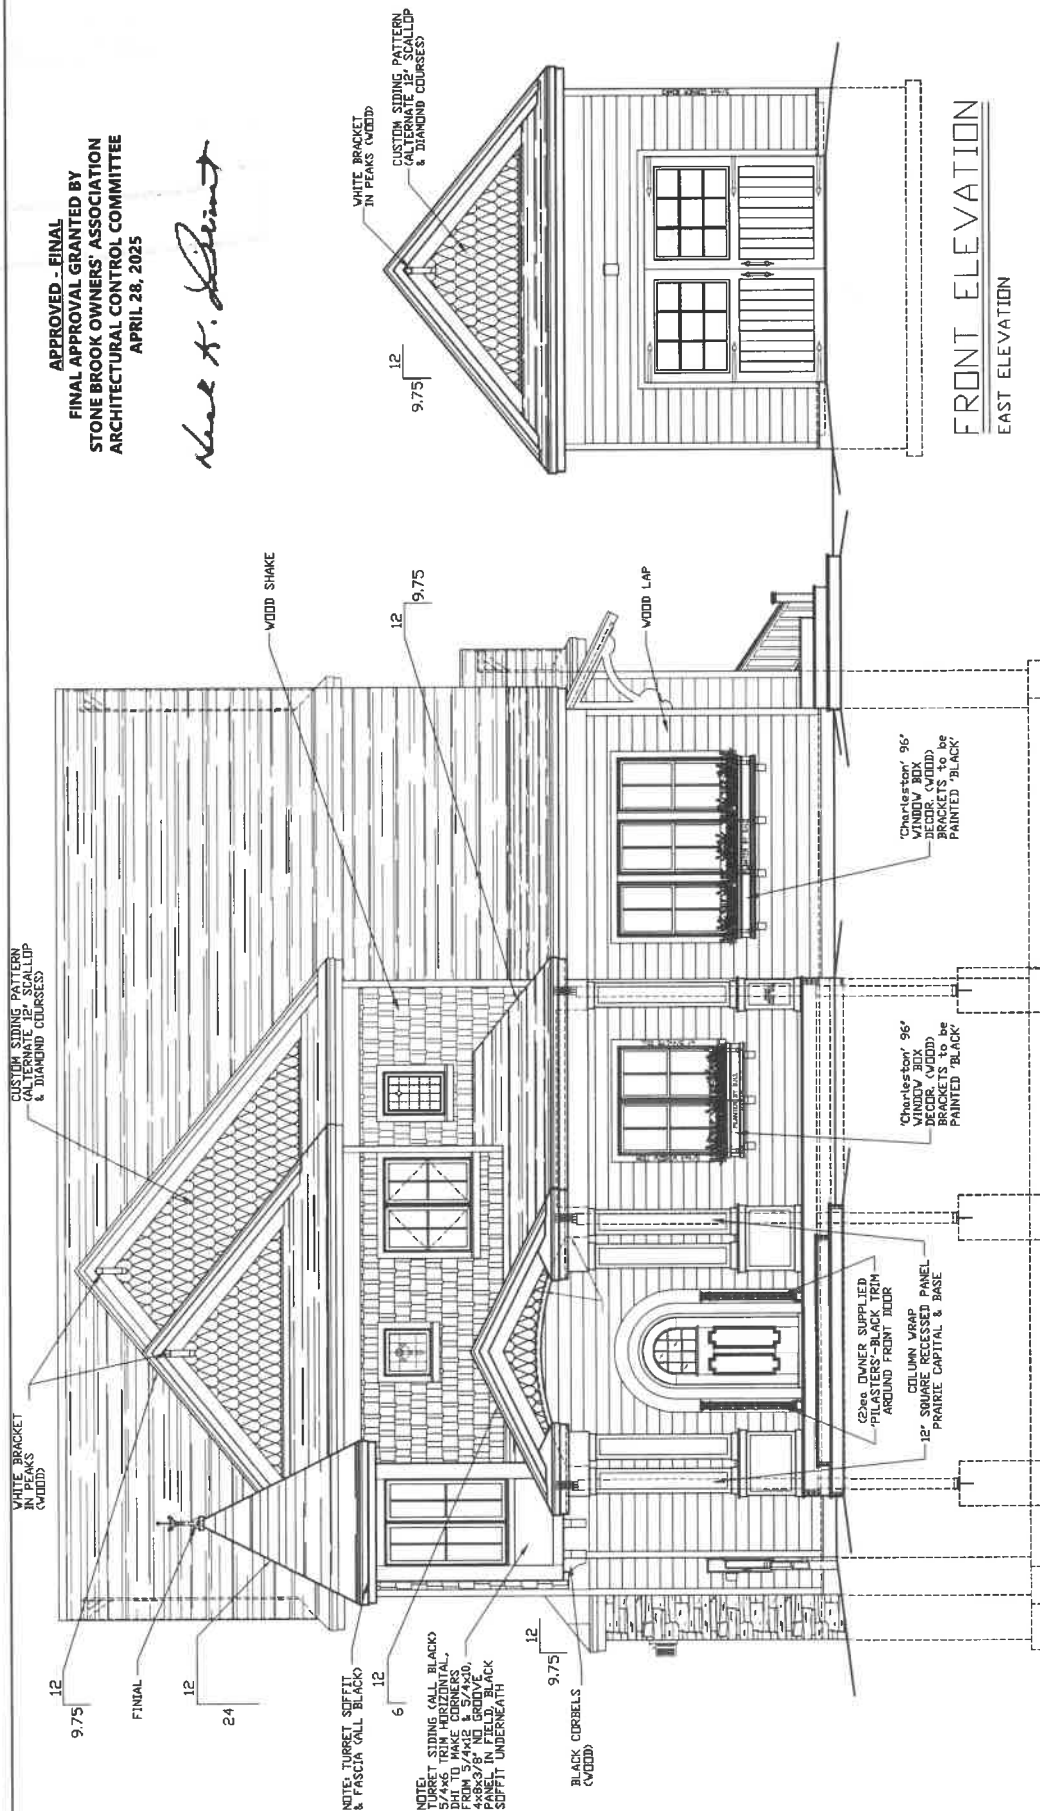 APPROVED - FINAL
FINAL APPROVAL GRANTED BY
STONE BROOK OWNERS' ASSOCIATION
ARCHITECTURAL CONTROL COMMITTEE
APRIL 28, 2025
WHITE BRACKET
IN PEAKS
(WOOD)
CUSTOM SIDING PATTERN
(ALTERNATE 12" SCALLOP
& DIAMOND COURSES)
WHITE BRACKET
IN PEAKS (WOOD)
CUSTOM SIDING PATTERN
(ALTERNATE 12" SCALLOP
& DIAMOND COURSES)
12
9.75
FINIAL
12
24
WOOD SHAKE
12
9.75
12
9.75
NOTE: TURRET SOFFIT
& FASCIA (ALL BLACK)
12
6
NOTE:
TURRET SIDING (ALL BLACK)
5/4x6 TRIM HORIZONTAL,
DHI TO MAKE CORNERS
FROM 5/4x12 & 5/4x10,
4x8x3/8" NO GROOVE
PANEL IN FIELD, BLACK
SOFFIT UNDERNEATH
12
9.75
BLACK CORBELS
(WOOD)
WOOD LAP
PLANTER BY BHI
(2)ea OWNER SUPPLIED
'PILASTERS'-BLACK TRIM
AROUND FRONT DOOR
COLUMN WRAP
12" SQUARE RECESSED PANEL
PRAIRIE CAPITAL & BASE
'Charleston' 96"
WINDOW BOX
DECOR. (WOOD)
BRACKETS to be
PAINTED 'BLACK'
'Charleston' 96"
WINDOW BOX
DECOR. (WOOD)
BRACKETS to be
PAINTED 'BLACK'
FRONT ELEVATION
EAST ELEVATION